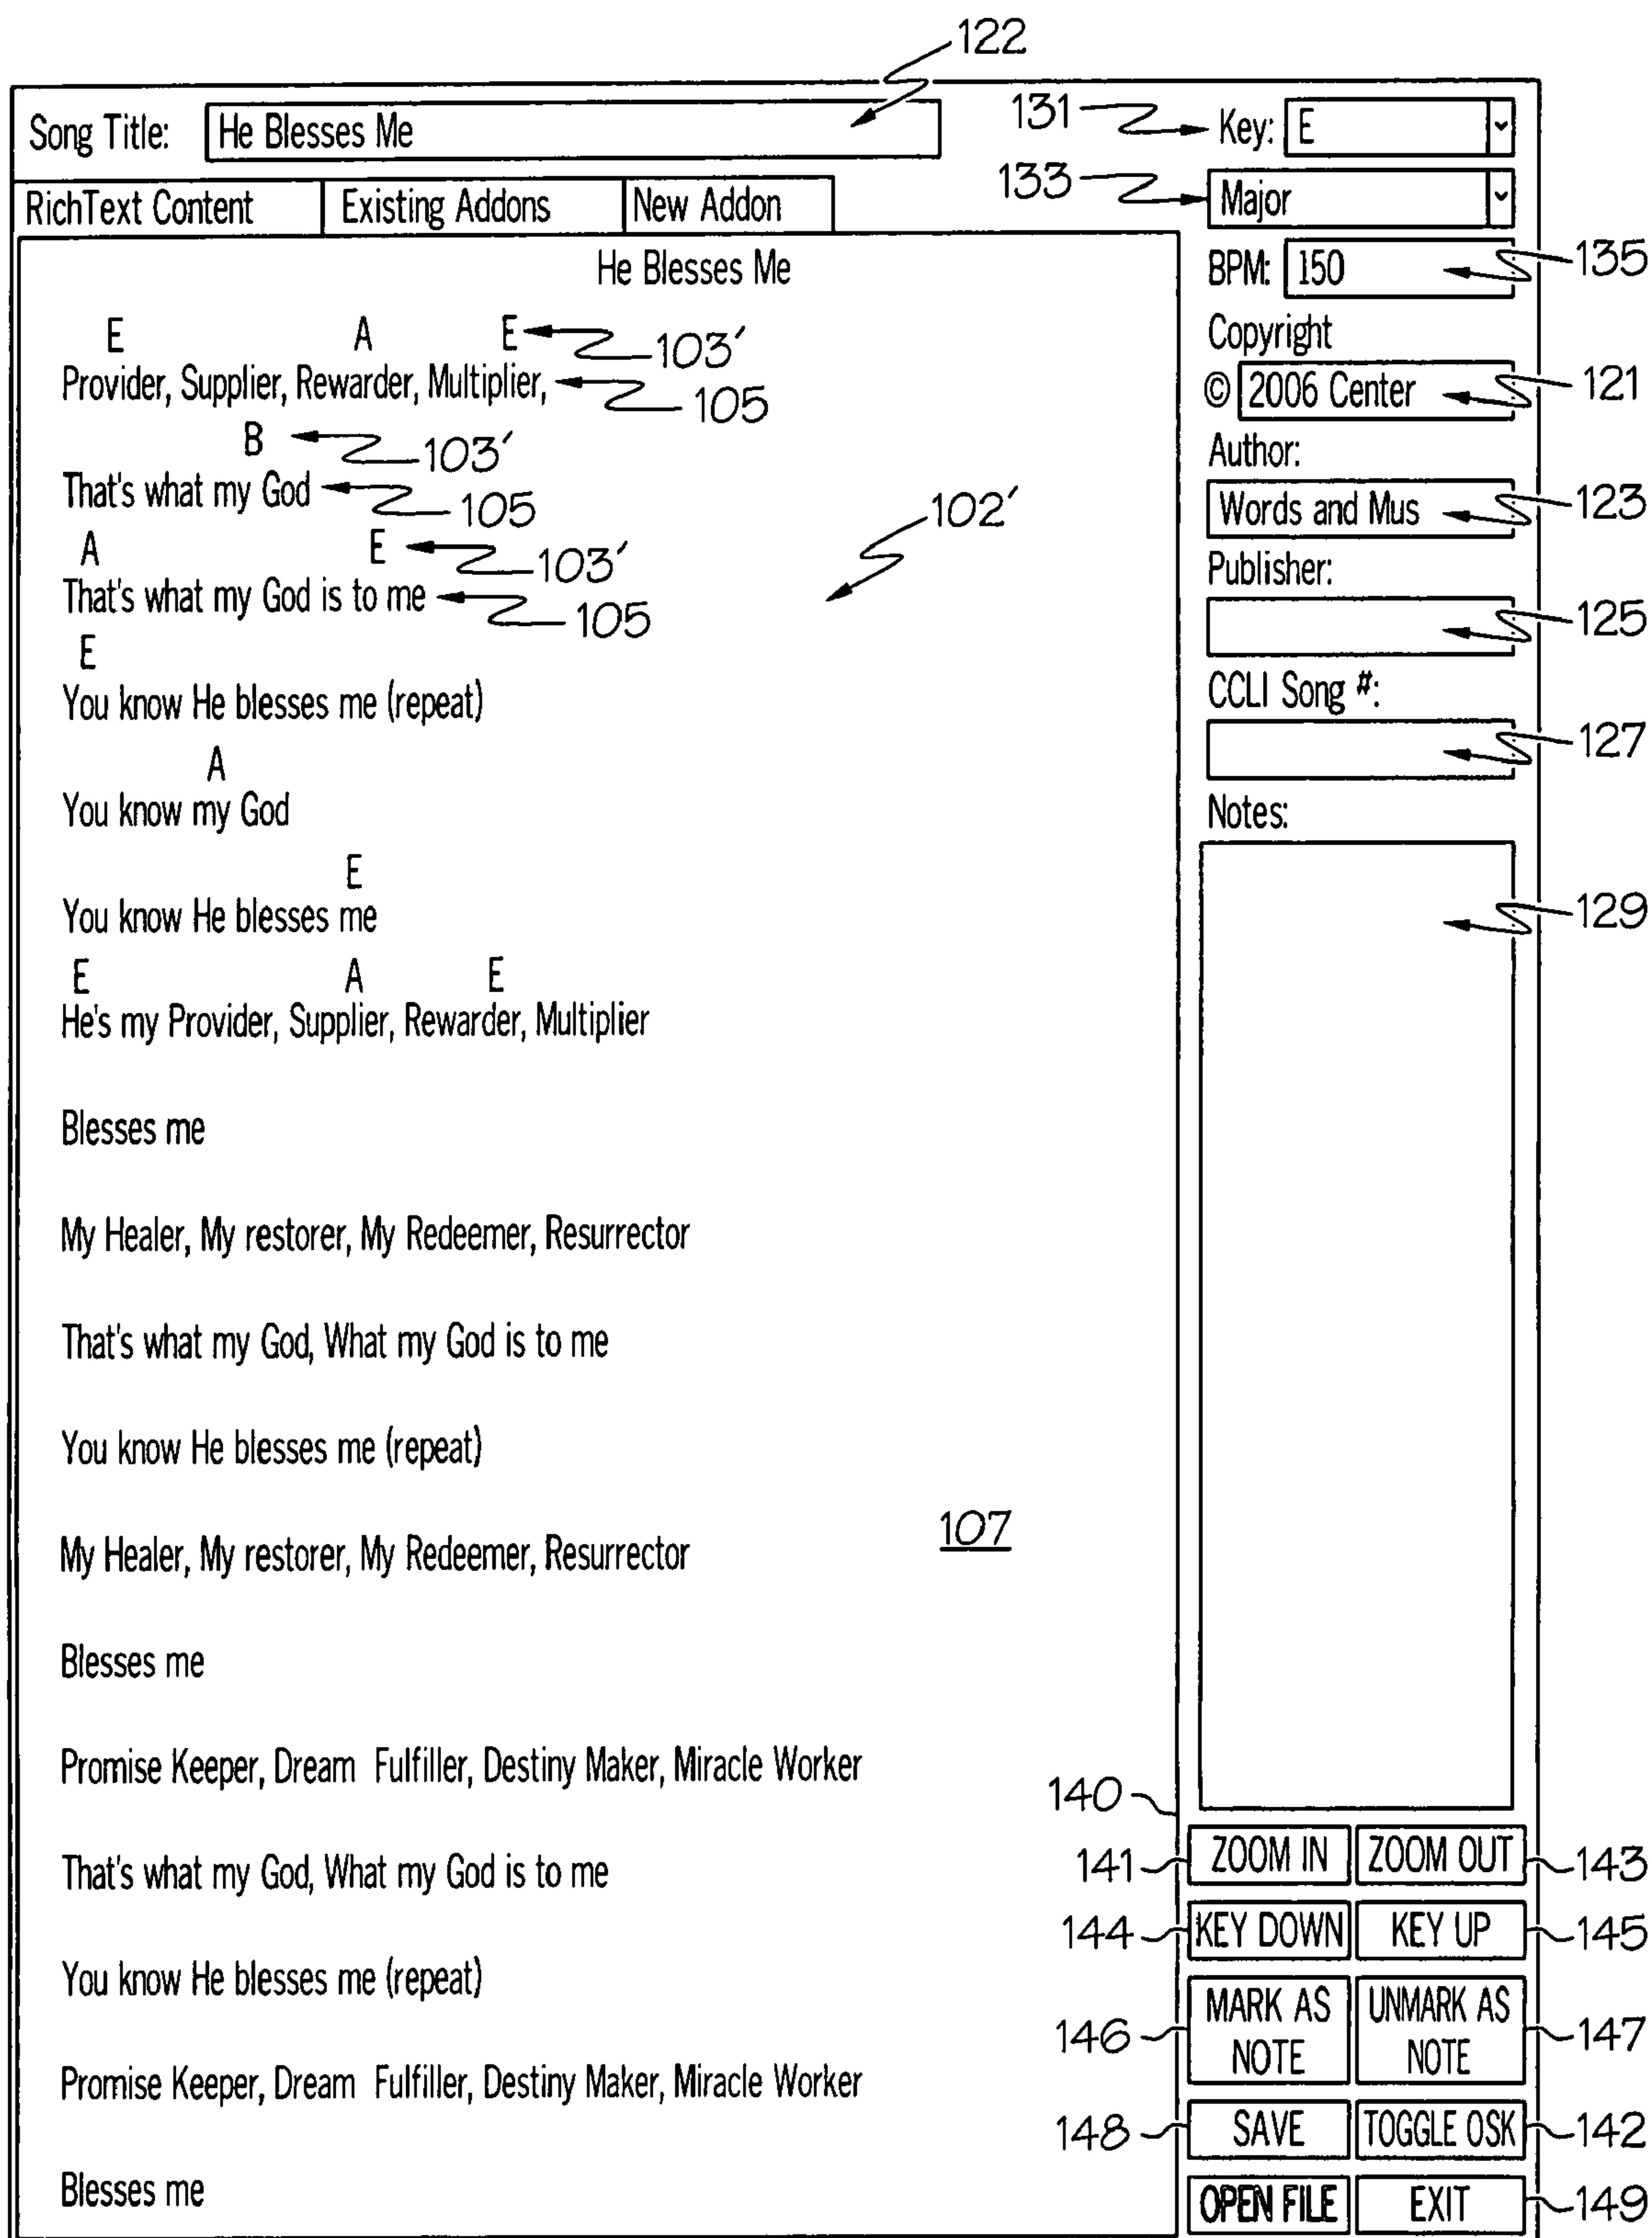 122
Song Title: He Blesses Me
131 Key: E
133 Major
RichText Content Existing Addons New Addon
He Blesses Me
BPM: 150 135
E A E 103′
Provider, Supplier, Rewarder, Multiplier, 105
B 103′
That's what my God 105
A E 103′
That's what my God is to me 105
102′
E
You know He blesses me (repeat)
A
You know my God
E
You know He blesses me
E A E
He's my Provider, Supplier, Rewarder, Multiplier
Blesses me
My Healer, My restorer, My Redeemer, Resurrector
That's what my God, What my God is to me
You know He blesses me (repeat)
107
My Healer, My restorer, My Redeemer, Resurrector
Blesses me
Promise Keeper, Dream Fulfiller, Destiny Maker, Miracle Worker
That's what my God, What my God is to me
You know He blesses me (repeat)
Promise Keeper, Dream Fulfiller, Destiny Maker, Miracle Worker
Blesses me
Copyright
© 2006 Center 121
Author:
Words and Mus 123
Publisher:
125
CCLI Song #:
127
Notes:
129
140
141 ZOOM IN ZOOM OUT 143
144 KEY DOWN KEY UP 145
146 MARK AS NOTE UNMARK AS NOTE 147
148 SAVE TOGGLE OSK 142
OPEN FILE EXIT 149